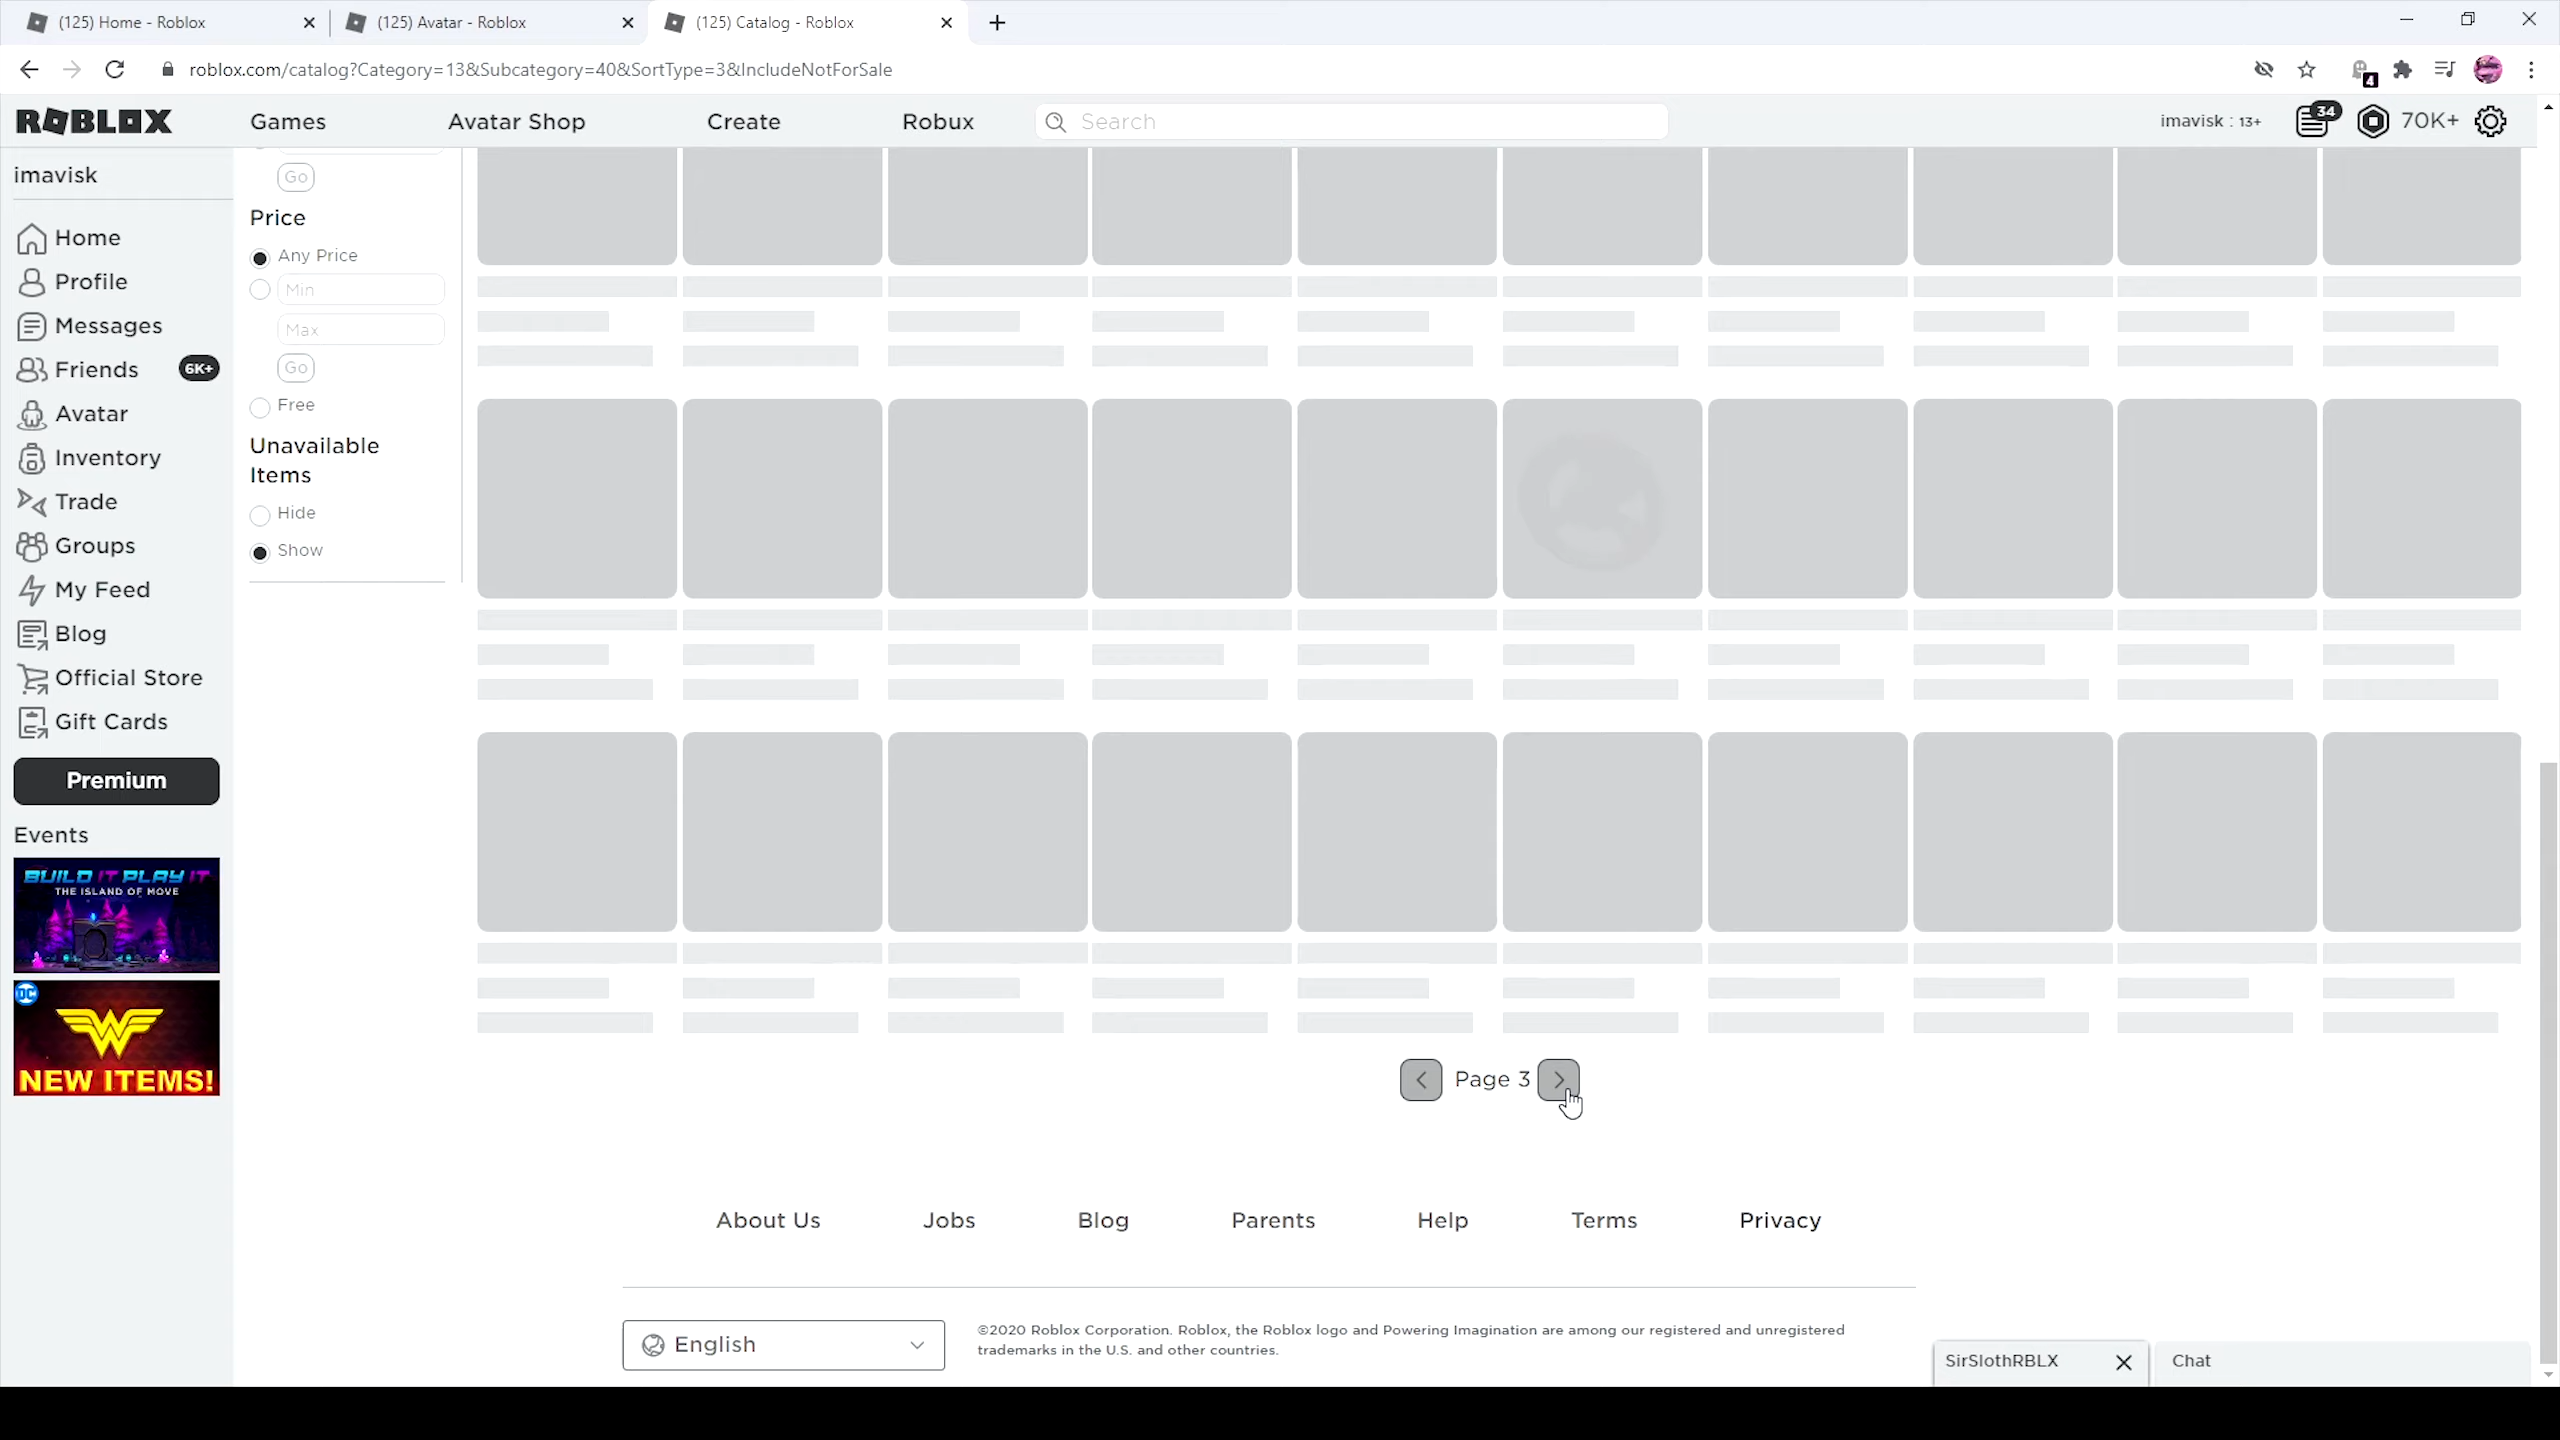 (125) Home - Roblox
(125) Avatar - Roblox
(125) Catalog - Roblox
roblox.com/catalog?Category=13&Subcategory=40&SortType=3&IncludeNotForSale
4
ROBLOX
Games
Avatar Shop
Create
Robux
Search
imavisk : 13+
34
70K+
imavisk
Home
Profile
Messages
Friends
6K+
Avatar
Inventory
Trade
Groups
My Feed
Blog
Official Store
Gift Cards
Premium
Events
BUILD IT PLAY IT
THE ISLAND OF MOVE
DC
NEW ITEMS!
Go
Price
Any Price
Min
Max
Go
Free
Unavailable
Items
Hide
Show
Page 3
About Us
Jobs
Blog
Parents
Help
Terms
Privacy
English
©2020 Roblox Corporation. Roblox, the Roblox logo and Powering Imagination are among our registered and unregistered
trademarks in the U.S. and other countries.
SirSlothRBLX
Chat